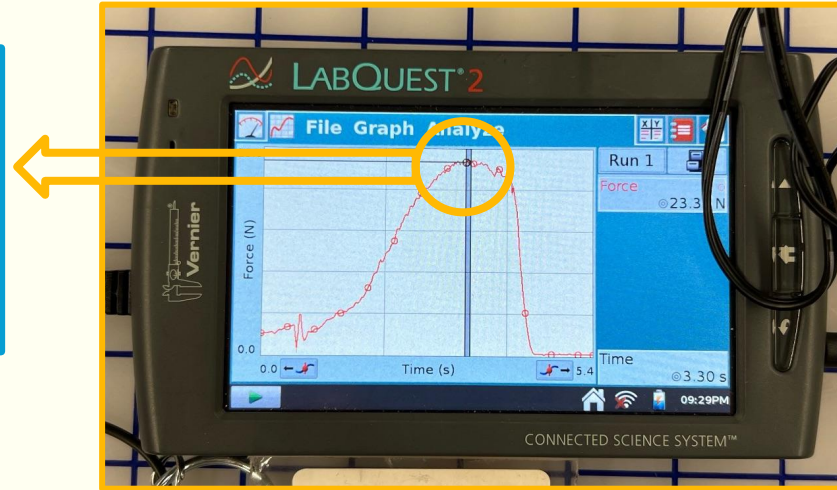 LABQUEST® 2
File Graph Analyze
X Y
Run 1
Force
23.3 N
Force (N)
Vernier
0.0
0.0
Time (s)
5.4
Time
3.30 s
09:29PM
CONNECTED SCIENCE SYSTEM™